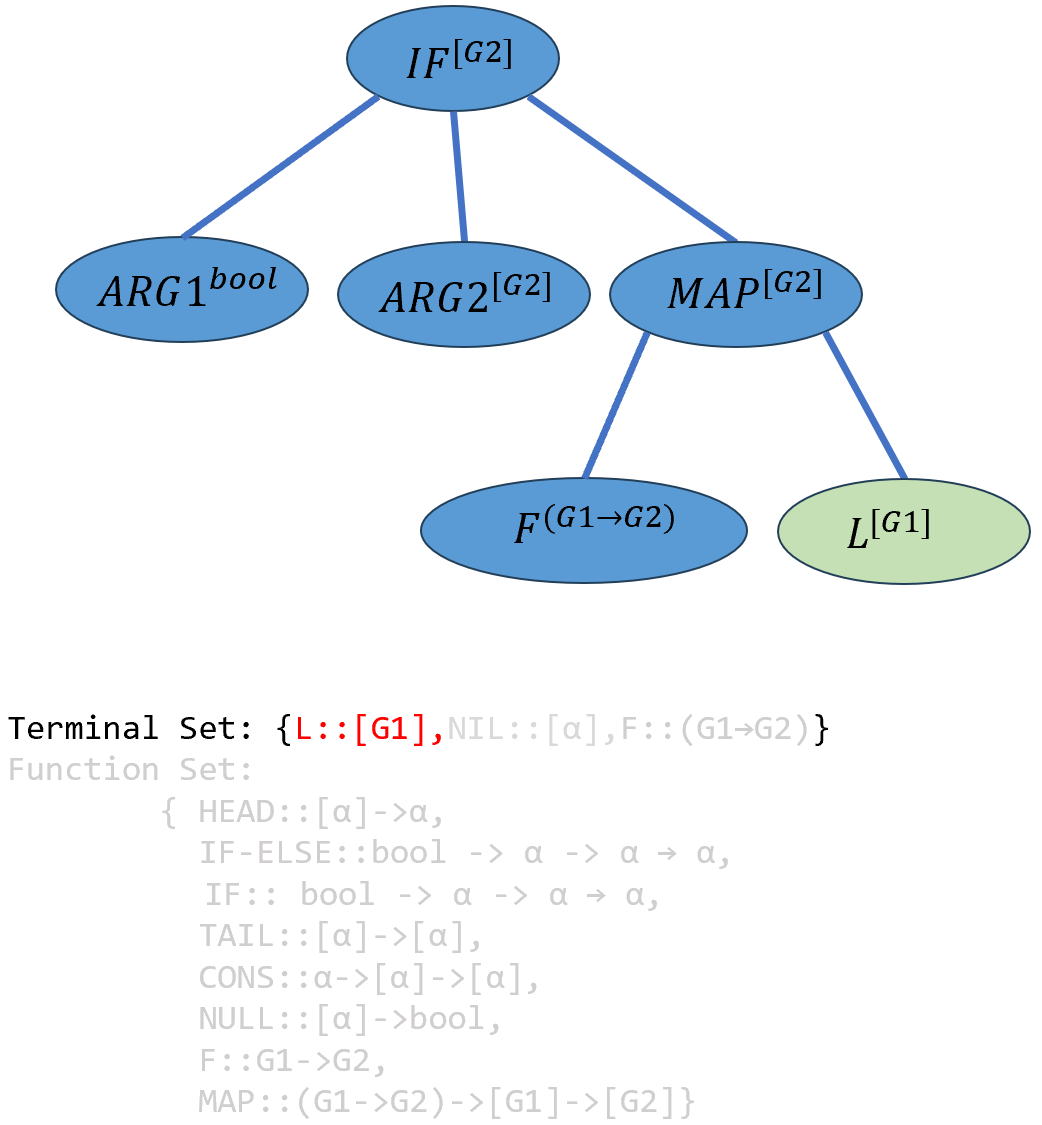 IF^[G2]
ARG1^bool ARG2^[G2] MAP^[G2]
F^(G1→G2) L^[G1]
Terminal Set: {L::[G1],NIL::[α],F::(G1→G2)}
Function Set:
{ HEAD::[α]->α,
IF-ELSE::bool -> α -> α → α,
IF:: bool -> α -> α → α,
TAIL::[α]->[α],
CONS::α->[α]->[α],
NULL::[α]->bool,
F::G1->G2,
MAP::(G1->G2)->[G1]->[G2]}